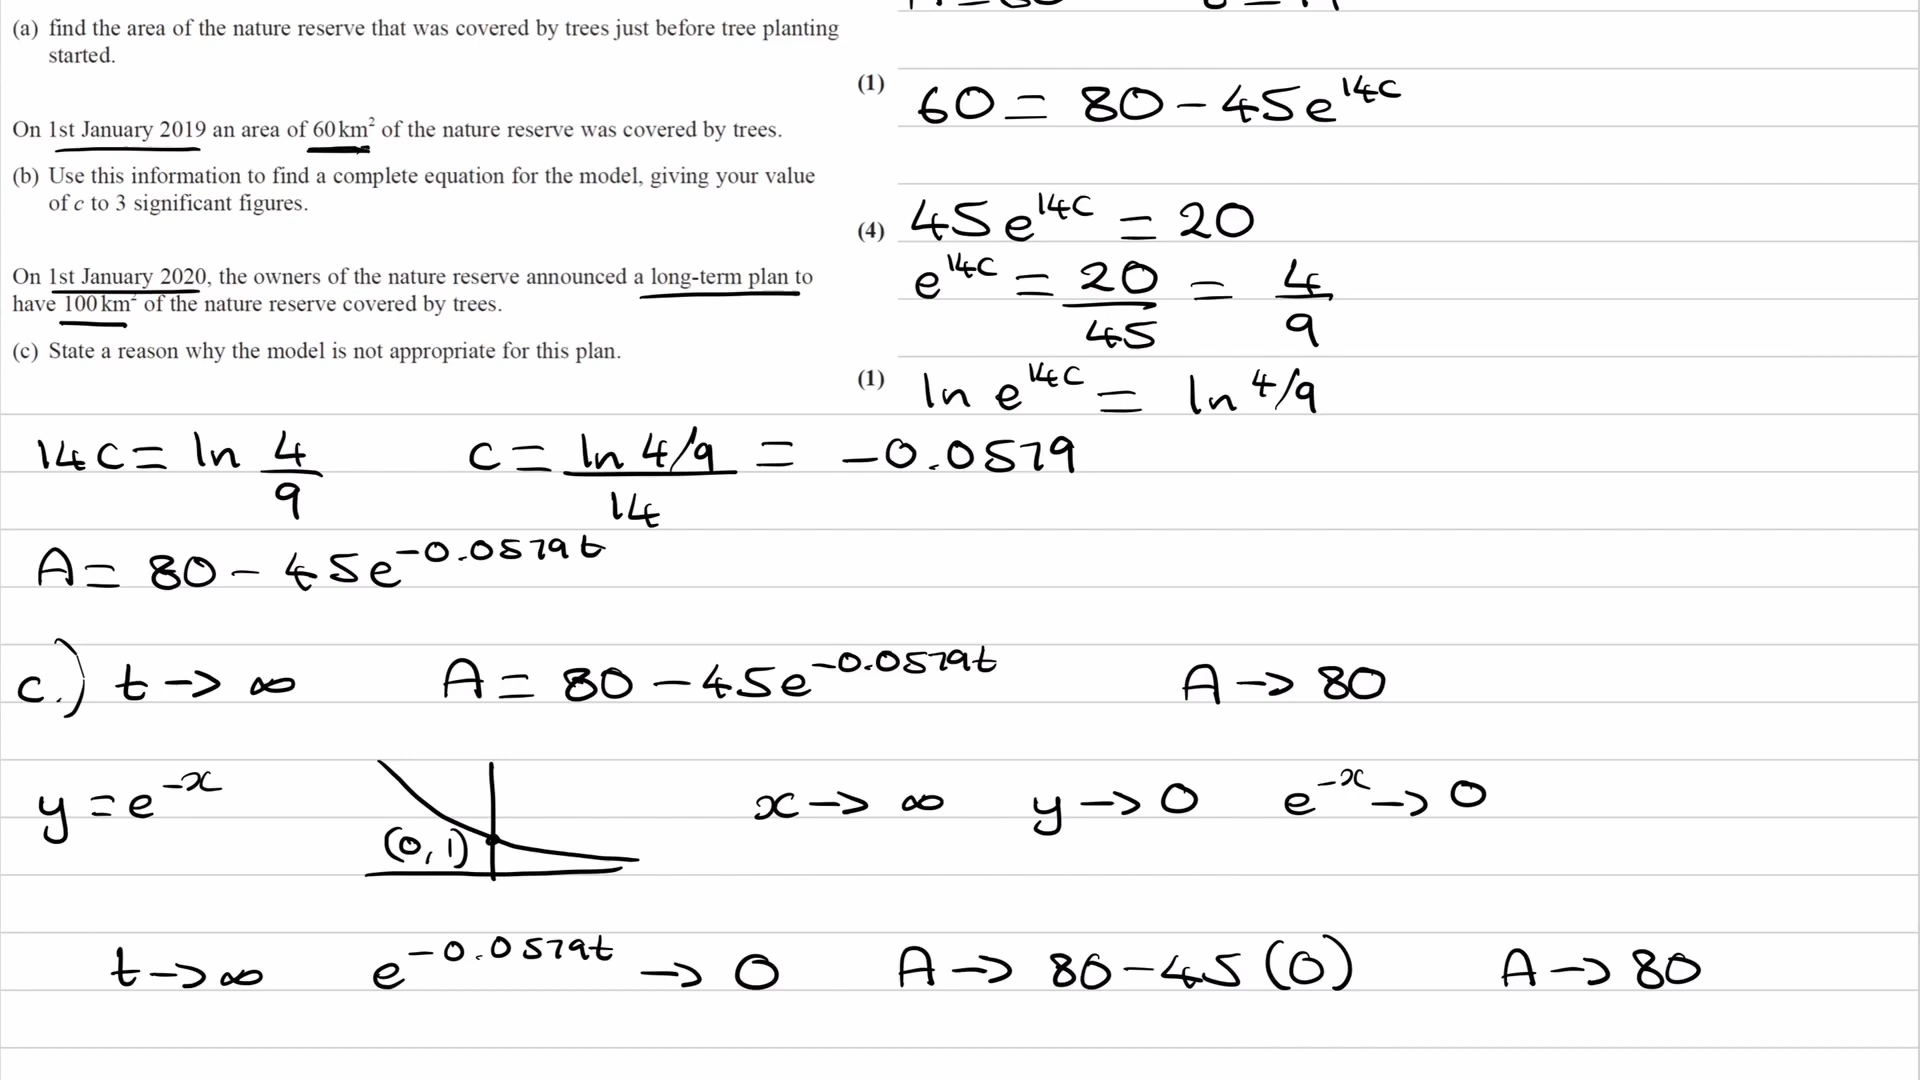 (a) find the area of the nature reserve that was covered by trees just before tree planting
started.
(1)
On 1st January 2019 an area of 60 km² of the nature reserve was covered by trees.
(b) Use this information to find a complete equation for the model, giving your value
of c to 3 significant figures.
(4)
On 1st January 2020, the owners of the nature reserve announced a long-term plan to
have 100 km² of the nature reserve covered by trees.
(c) State a reason why the model is not appropriate for this plan.
(1)
60 = 80 - 45e^14c
45e^14c = 20
e^14c = 20/45 = 4/9
ln e^14c = ln 4/9
14c = ln 4/9 c = ln 4/9 / 14 = -0.0579
A = 80 - 45e^-0.0579t
c.) t -> ∞ A = 80 - 45e^-0.0579t A -> 80
y = e^-x (0, 1) x -> ∞ y -> 0 e^-x -> 0
t -> ∞ e^-0.0579t -> 0 A -> 80 - 45(0) A -> 80